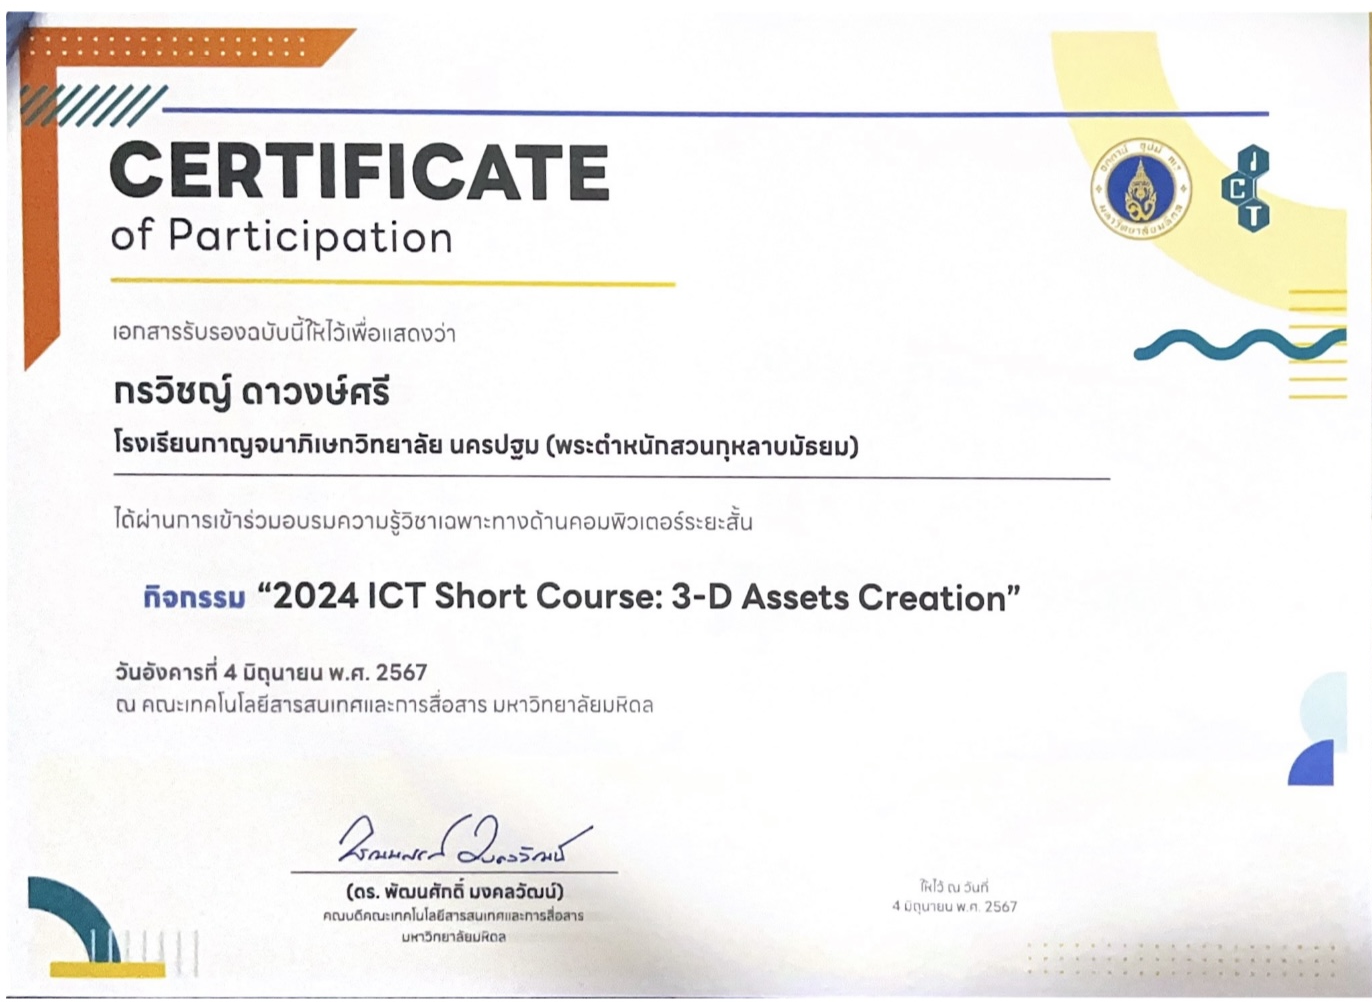 CERTIFICATE
of Participation
C
T
เอกสารรับรองฉบับนี้ให้ไว้เพื่อแสดงว่า
กรวิชญ์ ดาวงษ์ศรี
โรงเรียนกาญจนาภิเษกวิทยาลัย นครปฐม (พระตำหนักสวนกุหลาบมัธยม)
ได้ผ่านการเข้าร่วมอบรมความรู้วิชาเฉพาะทางด้านคอมพิวเตอร์ระยะสั้น
กิจกรรม “2024 ICT Short Course: 3-D Assets Creation”
วันอังคารที่ 4 มิถุนายน พ.ศ. 2567
ณ คณะเทคโนโลยีสารสนเทศและการสื่อสาร มหาวิทยาลัยมหิดล
(ดร. พัฒนศักดิ์ มงคลวัฒน์)
คณบดีคณะเทคโนโลยีสารสนเทศและการสื่อสาร
มหาวิทยาลัยมหิดล
ให้ไว้ ณ วันที่
4 มิถุนายน พ.ศ. 2567